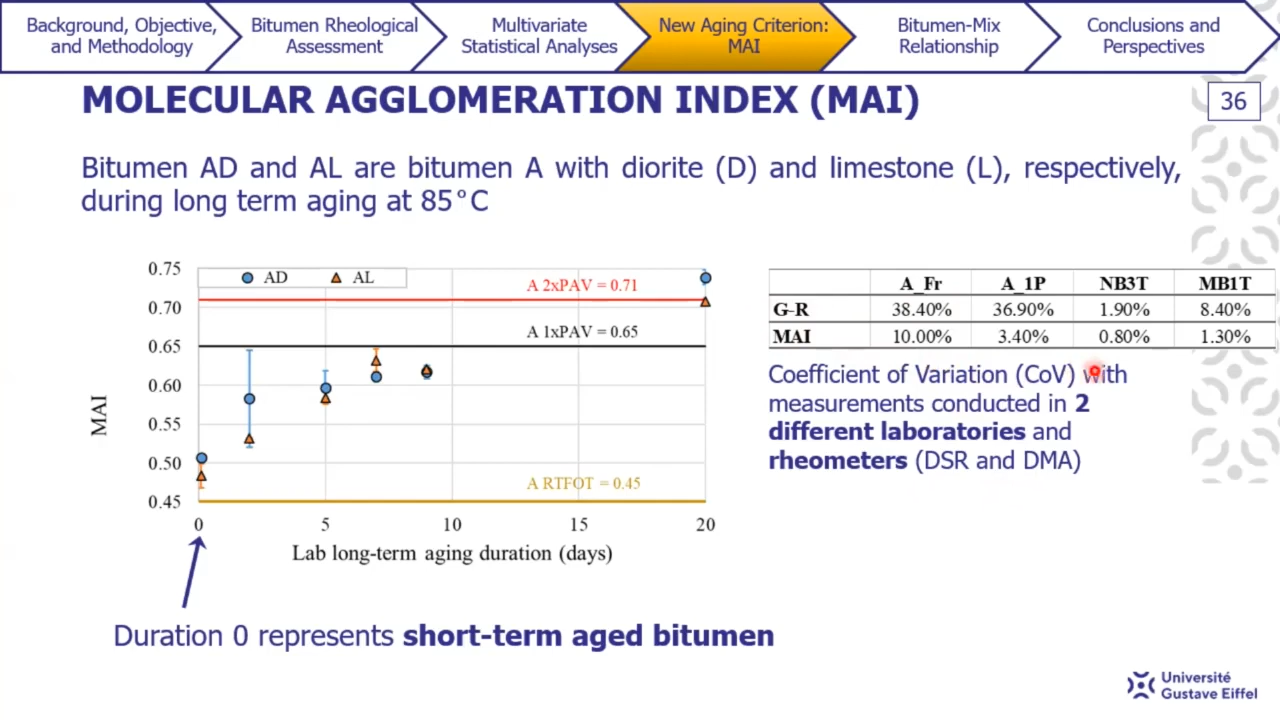 Background, Objective,
and Methodology
Bitumen Rheological
Assessment
Multivariate
Statistical Analyses
New Aging Criterion:
MAI
Bitumen-Mix
Relationship
Conclusions and
Perspectives
MOLECULAR AGGLOMERATION INDEX (MAI)
36
Bitumen AD and AL are bitumen A with diorite (D) and limestone (L), respectively,
during long term aging at 85°C
0.75
0.70
0.65
0.60
0.55
0.50
0.45
MAI
AD AL
A 2xPAV = 0.71
A 1xPAV = 0.65
A RTFOT = 0.45
0 5 10 15 20
Lab long-term aging duration (days)
A_Fr A_1P NB3T MB1T
G-R 38.40% 36.90% 1.90% 8.40%
MAI 10.00% 3.40% 0.80% 1.30%
Coefficient of Variation (CoV) with
measurements conducted in 2
different laboratories and
rheometers (DSR and DMA)
Duration 0 represents short-term aged bitumen
Université
Gustave Eiffel